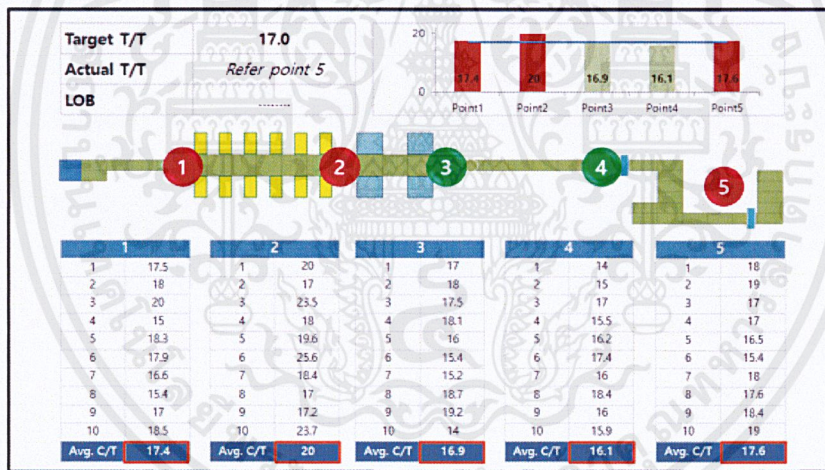 Target T/T 17.0
Actual T/T Refer point 5
LOB ........
20
0
17.4 20 16.9 16.1 17.6
Point1 Point2 Point3 Point4 Point5
1 2 3 4 5
1 2 3 4 5
1 17.5 1 20 1 17 1 14 1 18
2 18 2 17 2 18 2 15 2 19
3 20 3 23.5 3 17.5 3 17 3 17
4 15 4 18 4 18.1 4 15.5 4 17
5 18.3 5 19.6 5 16 5 16.2 5 16.5
6 17.9 6 25.6 6 15.4 6 17.4 6 15.4
7 16.6 7 18.4 7 15.2 7 16 7 18
8 15.4 8 17 8 18.7 8 18.4 8 17.6
9 17 9 17.2 9 19.2 9 16 9 18.4
10 18.5 10 23.7 10 14 10 15.9 10 19
Avg. C/T 17.4 Avg. C/T 20 Avg. C/T 16.9 Avg. C/T 16.1 Avg. C/T 17.6